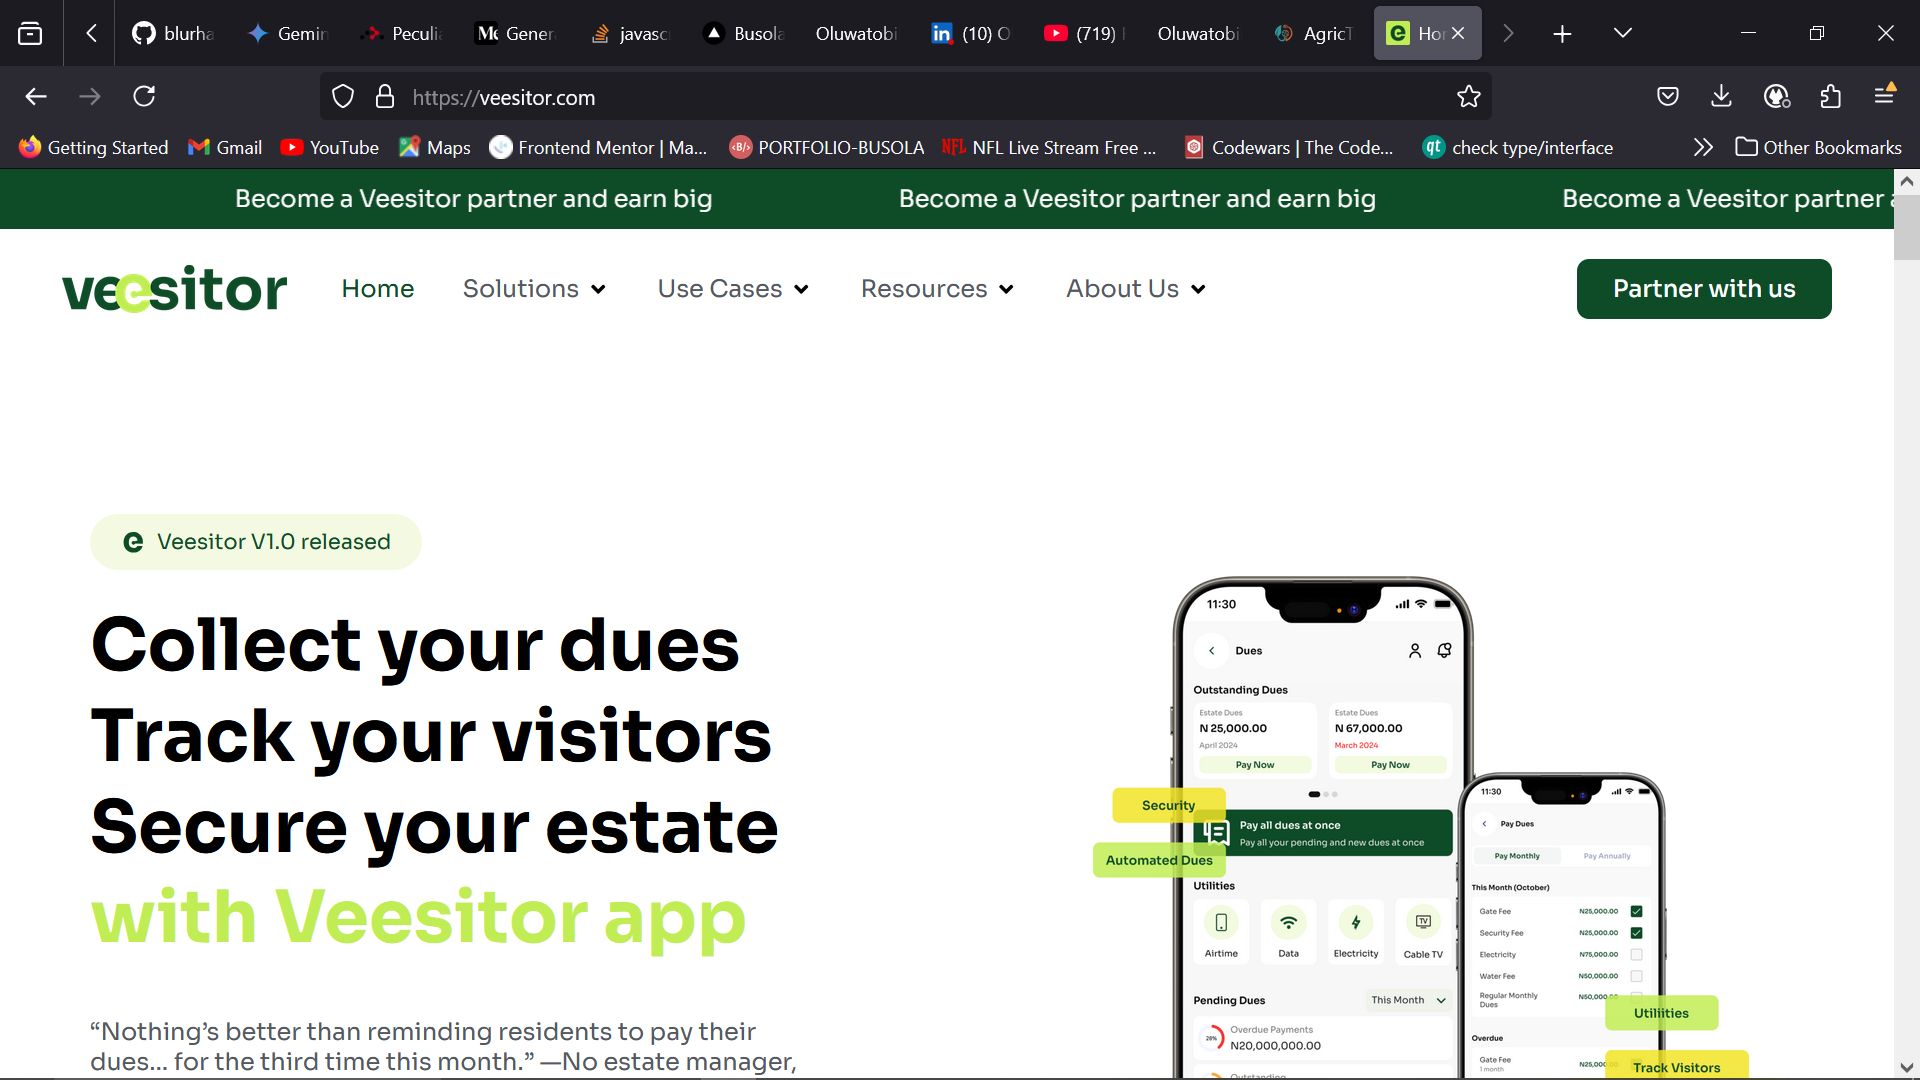 blurha
Gemin
Peculia
Gener
javasc
Busola
Oluwatobi
(10) O
(719)
Oluwatobi
AgricT
Hor
https://veesitor.com
Getting Started
Gmail
YouTube
Maps
Frontend Mentor | Ma...
PORTFOLIO-BUSOLA
NFL Live Stream Free ...
Codewars | The Code...
check type/interface
Other Bookmarks
Become a Veesitor partner and earn big
Become a Veesitor partner and earn big
Become a Veesitor partner a
veesitor
Home
Solutions
Use Cases
Resources
About Us
Partner with us
Veesitor V1.0 released
Collect your dues
Track your visitors
Secure your estate
with Veesitor app
“Nothing’s better than reminding residents to pay their
dues... for the third time this month.” —No estate manager,
11:30
Dues
Outstanding Dues
Estate Dues
N 25,000.00
April 2024
Pay Now
Estate Dues
N 67,000.00
March 2024
Pay Now
Security
Automated Dues
Pay all dues at once
Pay all your pending and new dues at once
Utilities
Airtime
Data
Electricity
TV
Cable TV
Pending Dues
This Month
20%
Overdue Payments
N20,000,000.00
Outstanding
11:30
Pay Dues
Pay Monthly
Pay Annually
This Month (October)
Gate Fee
N25,000.00
Security Fee
N25,000.00
Electricity
N75,000.00
Water Fee
N50,000.00
Regular Monthly
Dues
N50,000.00
Utiliities
Overdue
Gate Fee
1 month
N25,000
Track Visitors